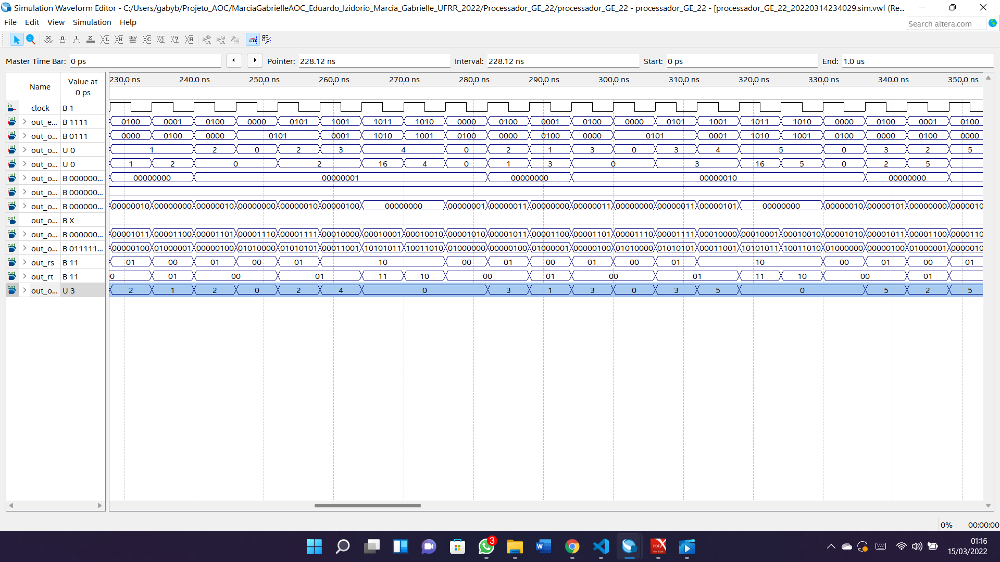 Simulation Waveform Editor - C:/Users/gabyb/Projeto_AOC/MarciaGabrielleAOC_Eduardo_Izidorio_Marcia_Gabrielle_UFRR_2022/Processador_GE_22/processador_GE_22 - processador_GE_22 - [processador_GE_22_20220314234029.sim.vwf (Re...
File Edit View Simulation Help
Search altera.com
Master Time Bar: 0 ps Pointer: 228.12 ns Interval: 228.12 ns Start: 0 ps End: 1.0 us
Name Value at 0 ps 230.0 ns 240.0 ns 250.0 ns 260.0 ns 270.0 ns 280.0 ns 290.0 ns 300.0 ns 310.0 ns 320.0 ns 330.0 ns 340.0 ns 350.0 ns
clock B 1
out_e... B 1111 0100 0001 0100 0000 0101 1001 1011 1010 0000 0100 0001 0100 0000 0101 1001 1011 1010 0000 0100 0001 0100
out_o... B 0111 0000 0100 0000 0101 0001 1010 1001 0100 0000 0100 0000 0101 0001 1010 1001 0100 0000 0100 0000
out_o... U 0 1 2 0 2 3 4 0 2 1 3 0 3 4 5 0 3 2 5
out_o... U 0 1 2 0 2 16 4 0 1 3 0 3 16 5 0 2 5
out_o... B 000000... 00000000 00000001 00000000 00000010 00000000
out_o... B 000000...
out_o... B 000000... 00000010 00000000 00000010 00000000 00000010 00000100 00000000 00000001 00000011 00000000 00000011 00000000 00000011 00000101 00000000 00000010 00000101 00000000 0000010
out_o... B X
out_o... B 000000... 00001011 00001100 00001101 00001110 00001111 00010000 00010001 00010010 00001010 00001011 00001100 00001101 00001110 00001111 00010000 00010001 00010010 00001010 00001011 00001100 0000110
out_o... B 011111... 00000100 01000001 00000100 01010000 01010101 00011001 10101011 10011010 01000000 00000100 01000001 00000100 01010000 01010101 00011001 10101011 10011010 01000000 00000100 01000001 0000010
out_rs B 11 01 00 01 00 01 10 00 01 00 01 00 01 10 00 01 00 01
out_rt B 11 0 01 00 01 11 10 00 01 00 01 11 10 00 01
out_o... U 3 2 1 2 0 2 4 0 3 1 3 0 3 5 0 5 2 5
0% 00:00:00
3
W
PDF
01:16
15/03/2022